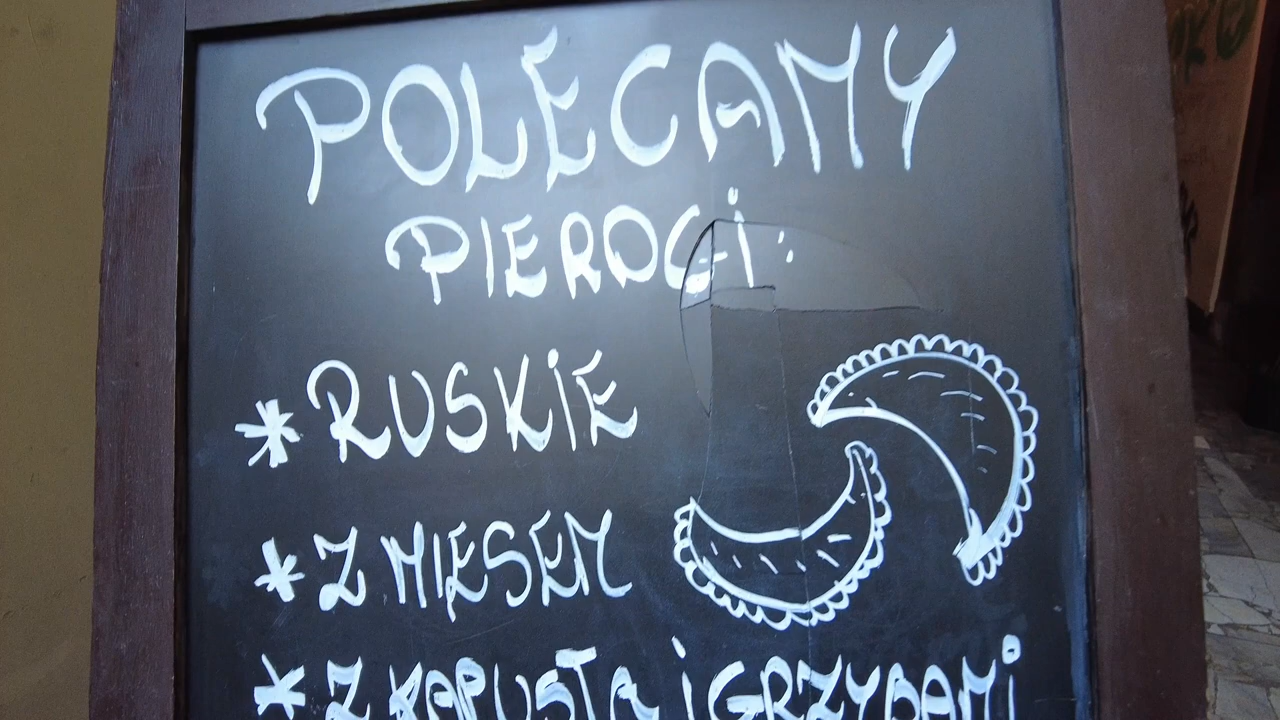 POLECAMY
PIEROGI:
* RUSKIE
* Z MIĘSEM
* Z KAPUSTĄ i GRZYBAMi